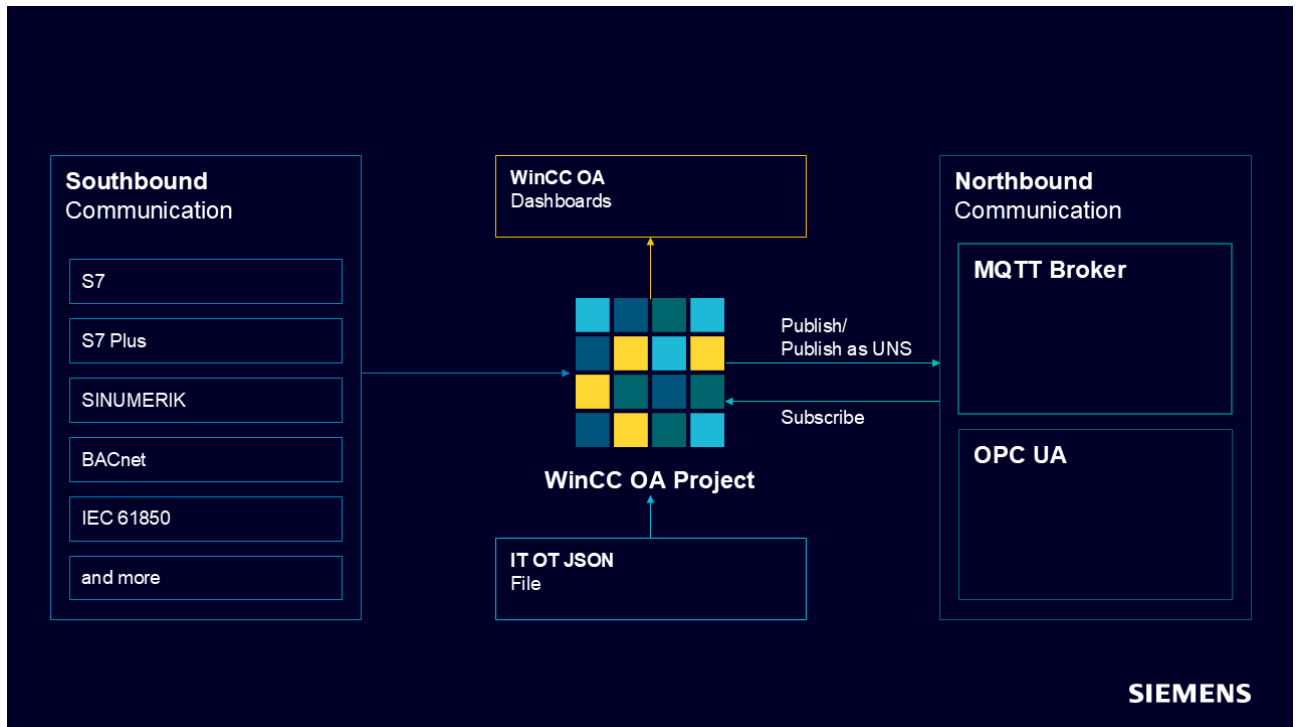 Southbound
Communication
S7
S7 Plus
SINUMERIK
BACnet
IEC 61850
and more
WinCC OA
Dashboards
WinCC OA Project
IT OT JSON
File
Publish/
Publish as UNS
Subscribe
Northbound
Communication
MQTT Broker
OPC UA
SIEMENS